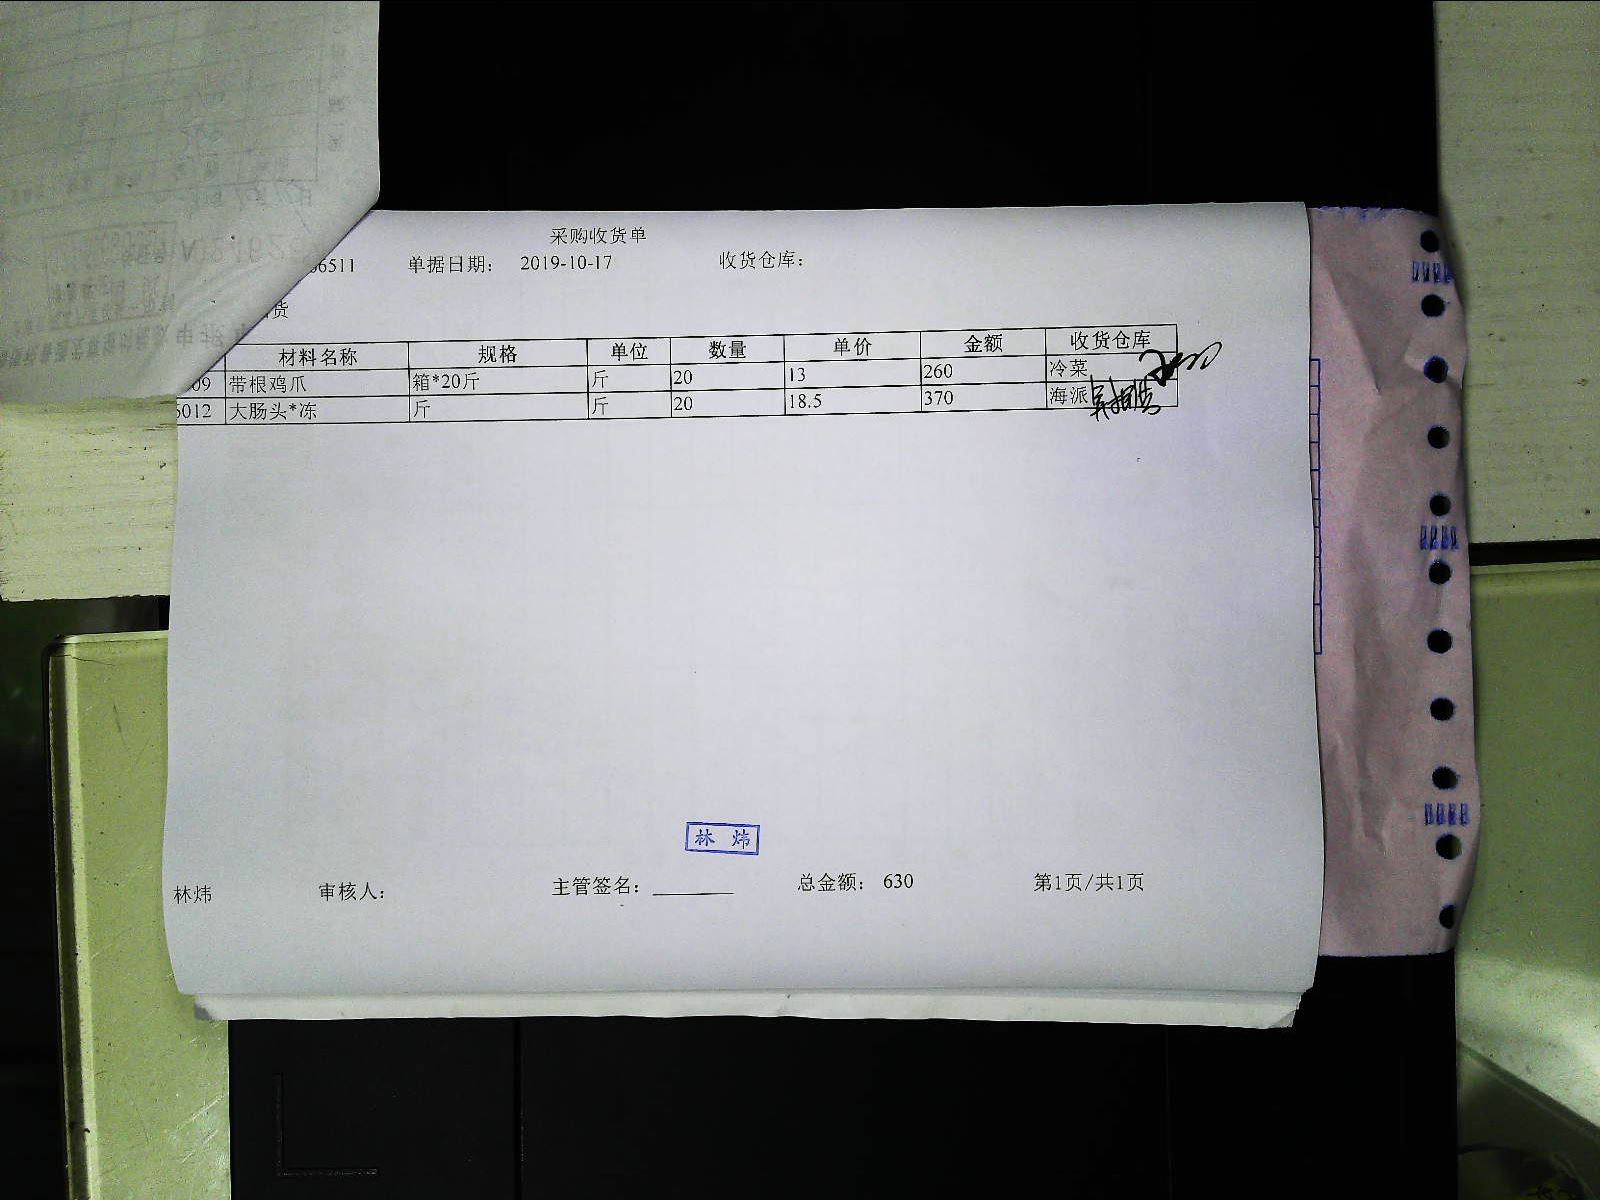 采购收货单
06511 单据日期： 2019-10-17 收货仓库：
货
材料名称 规格 单位 数量 单价 金额 收货仓库
09 带根鸡爪 箱*20斤 斤 20 13 260 冷菜
5012 大肠头*冻 斤 斤 20 18.5 370 海派
林 炜
林炜 审核人： 主管签名： 总金额： 630 第1页/共1页